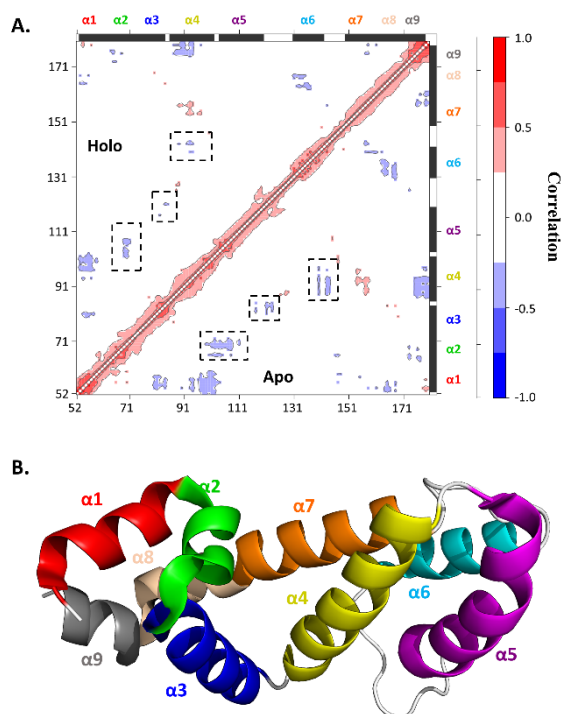 A.
α1 α2 α3 α4 α5 α6 α7 α8 α9
171
151
131
111
91
71
52
52 71 91 111 131 151 171
Holo
Apo
α9
α8
α7
α6
α5
α4
α3
α2
α1
1.0
0.5
0.0
-0.5
-1.0
Correlation
B.
α1
α2
α7
α8
α4
α6
α9
α3
α5